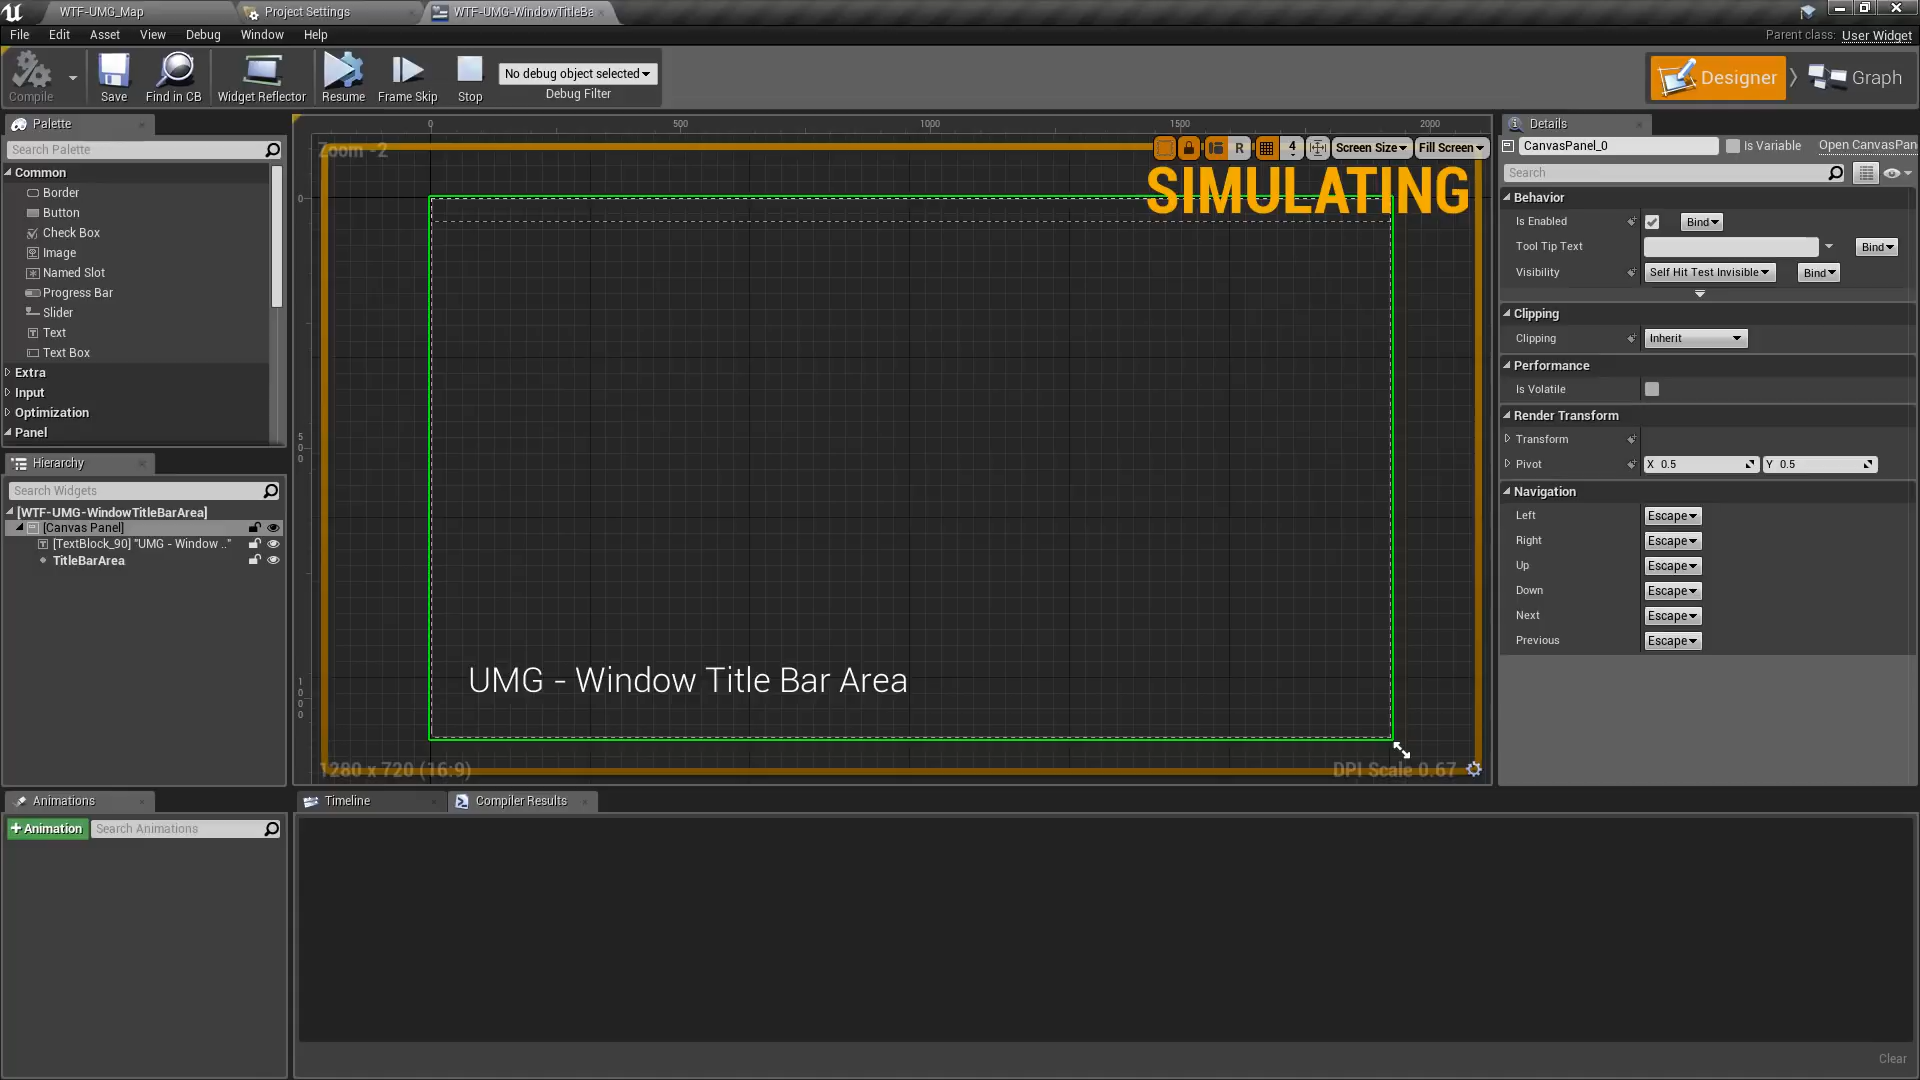 WTF-UMG_Map
Project Settings
WTF-UMG-WindowTitleBa
File Edit Asset View Debug Window Help
Parent class: User Widget
Compile
Save
Find in CB
Widget Reflector
Resume
Frame Skip
Stop
No debug object selected
Debug Filter
Designer
Graph
Palette
Search Palette
Common
Border
Button
Check Box
Image
Named Slot
Progress Bar
Slider
Text
Text Box
Extra
Input
Optimization
Panel
Hierarchy
Search Widgets
[WTF-UMG-WindowTitleBarArea]
[Canvas Panel]
[TextBlock_90] "UMG - Window .."
TitleBarArea
Animations
+Animation
Search Animations
0 500 1000 1500 2000
0
500
1000
Zoom -2
R
4
Screen Size
Fill Screen
SIMULATING
UMG - Window Title Bar Area
1280 x 720 (16:9)
DPI Scale 0.67
Timeline
Compiler Results
Clear
Details
CanvasPanel_0
Is Variable
Open CanvasPan
Search
Behavior
Is Enabled Bind
Tool Tip Text Bind
Visibility Self Hit Test Invisible Bind
Clipping
Clipping Inherit
Performance
Is Volatile
Render Transform
Transform
Pivot X 0.5 Y 0.5
Navigation
Left Escape
Right Escape
Up Escape
Down Escape
Next Escape
Previous Escape